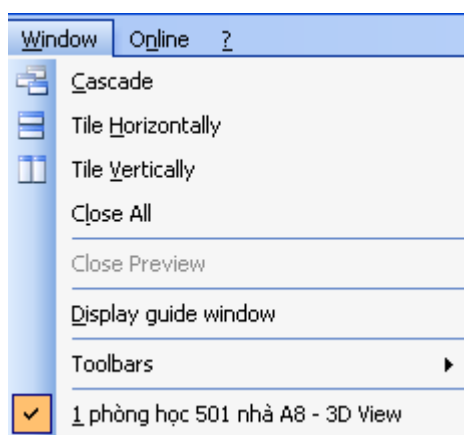 Window Online ?
Cascade
Tile Horizontally
Tile Vertically
Close All
Close Preview
Display guide window
Toolbars
1 phòng học 501 nhà A8 - 3D View